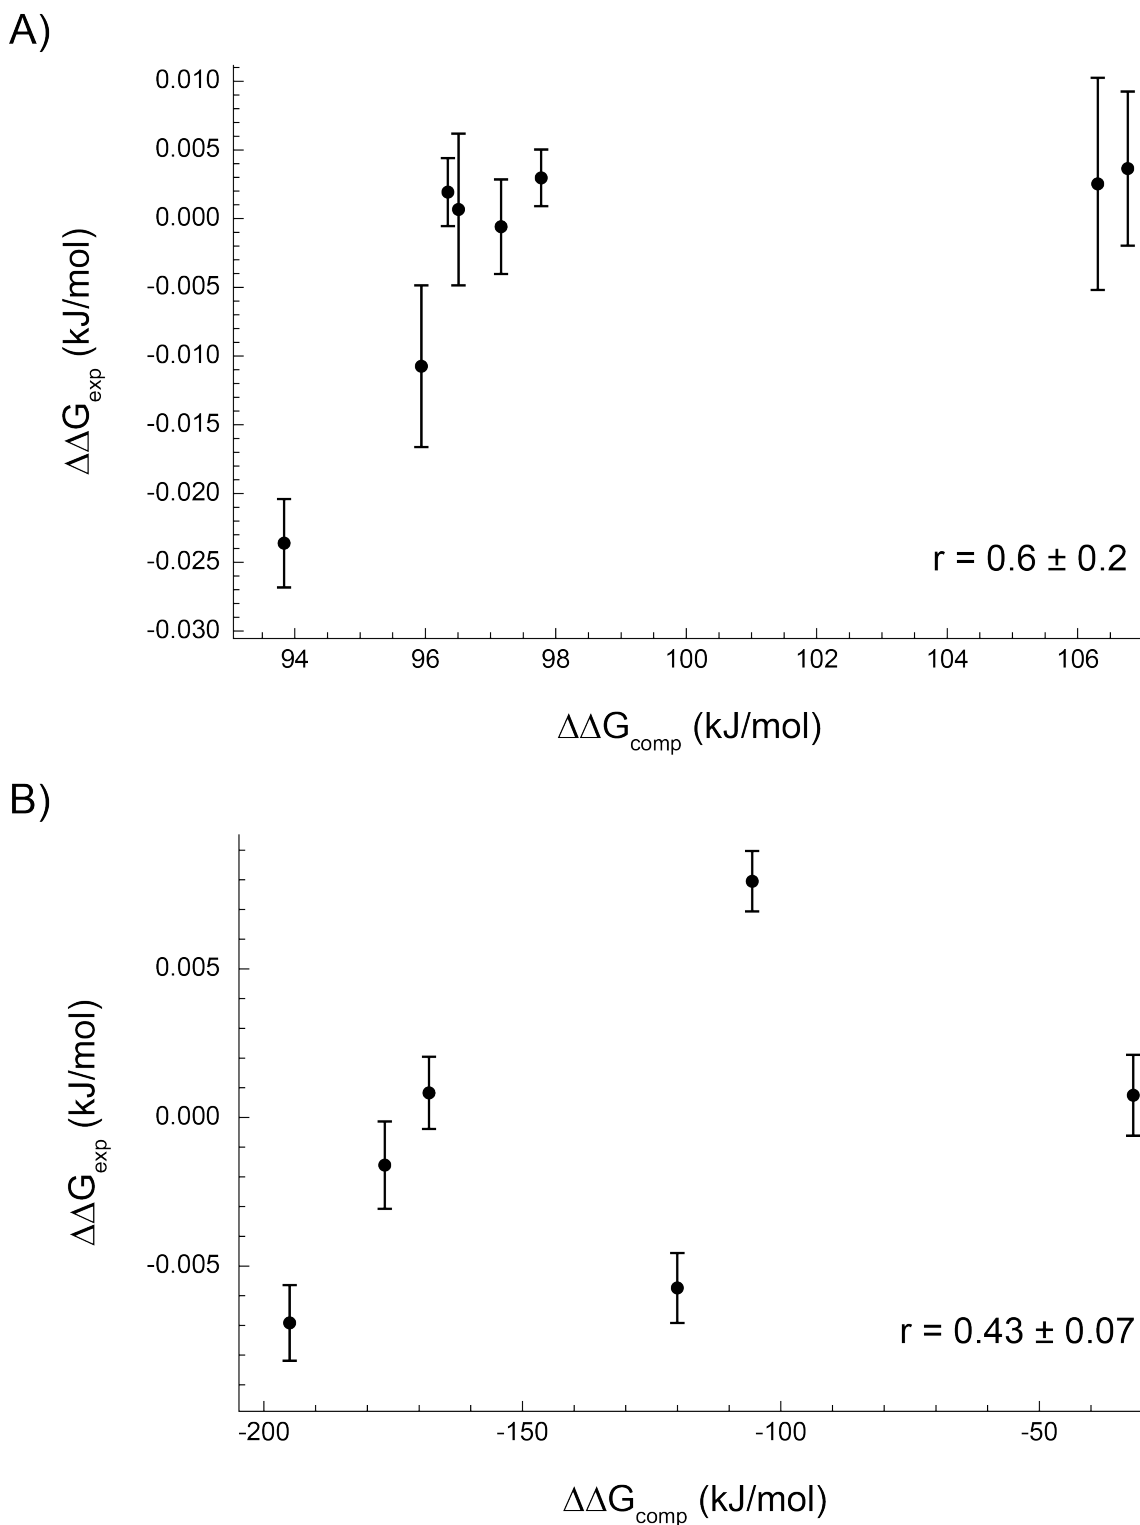 A)
0.010
0.005
0.000
-0.005
-0.010
-0.015
-0.020
-0.025
-0.030
ΔΔGexp (kJ/mol)
r = 0.6 ± 0.2
94 96 98 100 102 104 106
ΔΔGcomp (kJ/mol)
B)
0.005
0.000
-0.005
ΔΔGexp (kJ/mol)
r = 0.43 ± 0.07
-200 -150 -100 -50
ΔΔGcomp (kJ/mol)